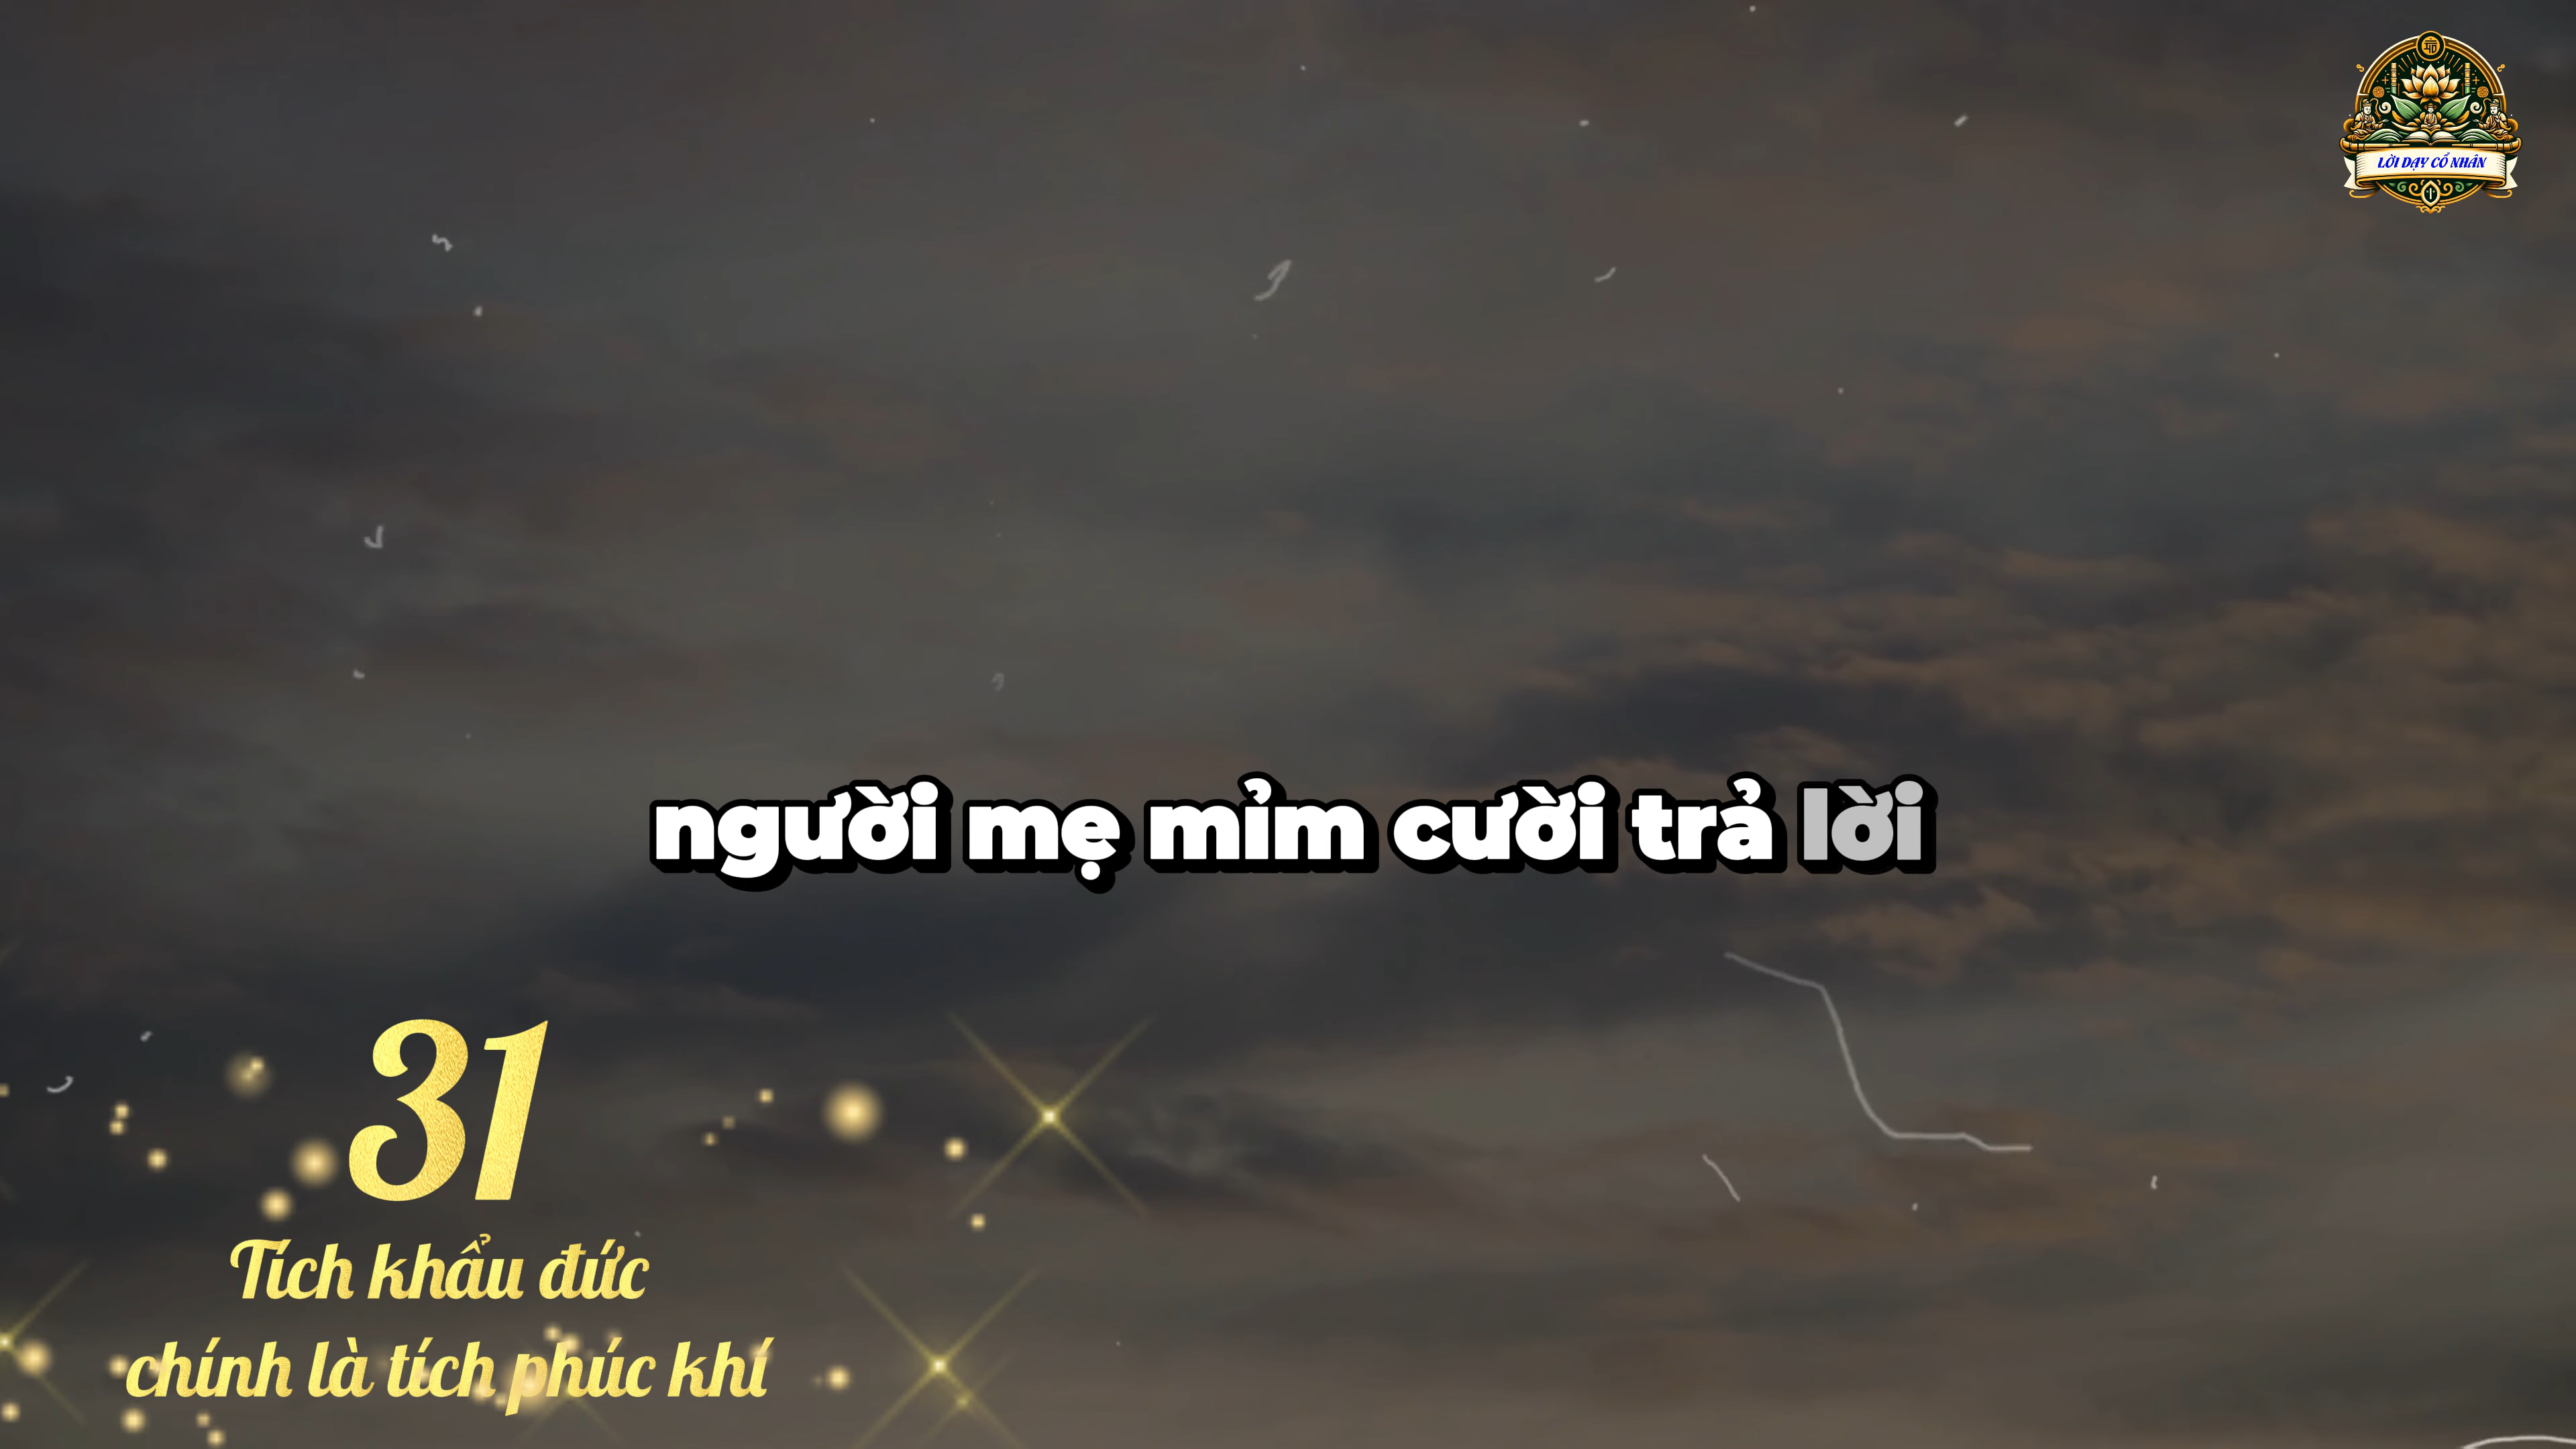 LỜI DẠY CỔ NHÂN
người mẹ mỉm cười trả lời
31
Tích khẩu đức
chính là tích phúc khí